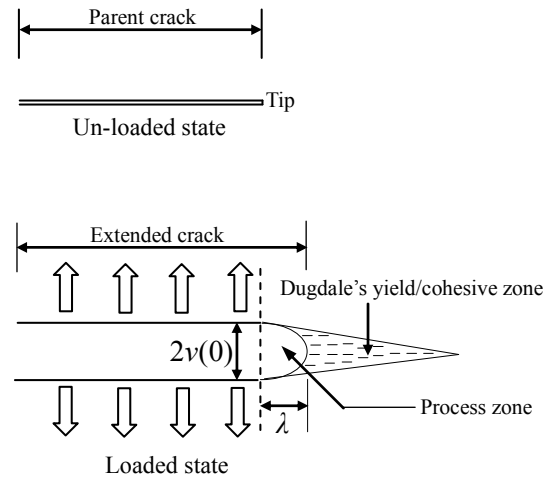 Parent crack
Tip
Un-loaded state
Extended crack
Dugdale's yield/cohesive zone
2v(0)
Process zone
λ
Loaded state